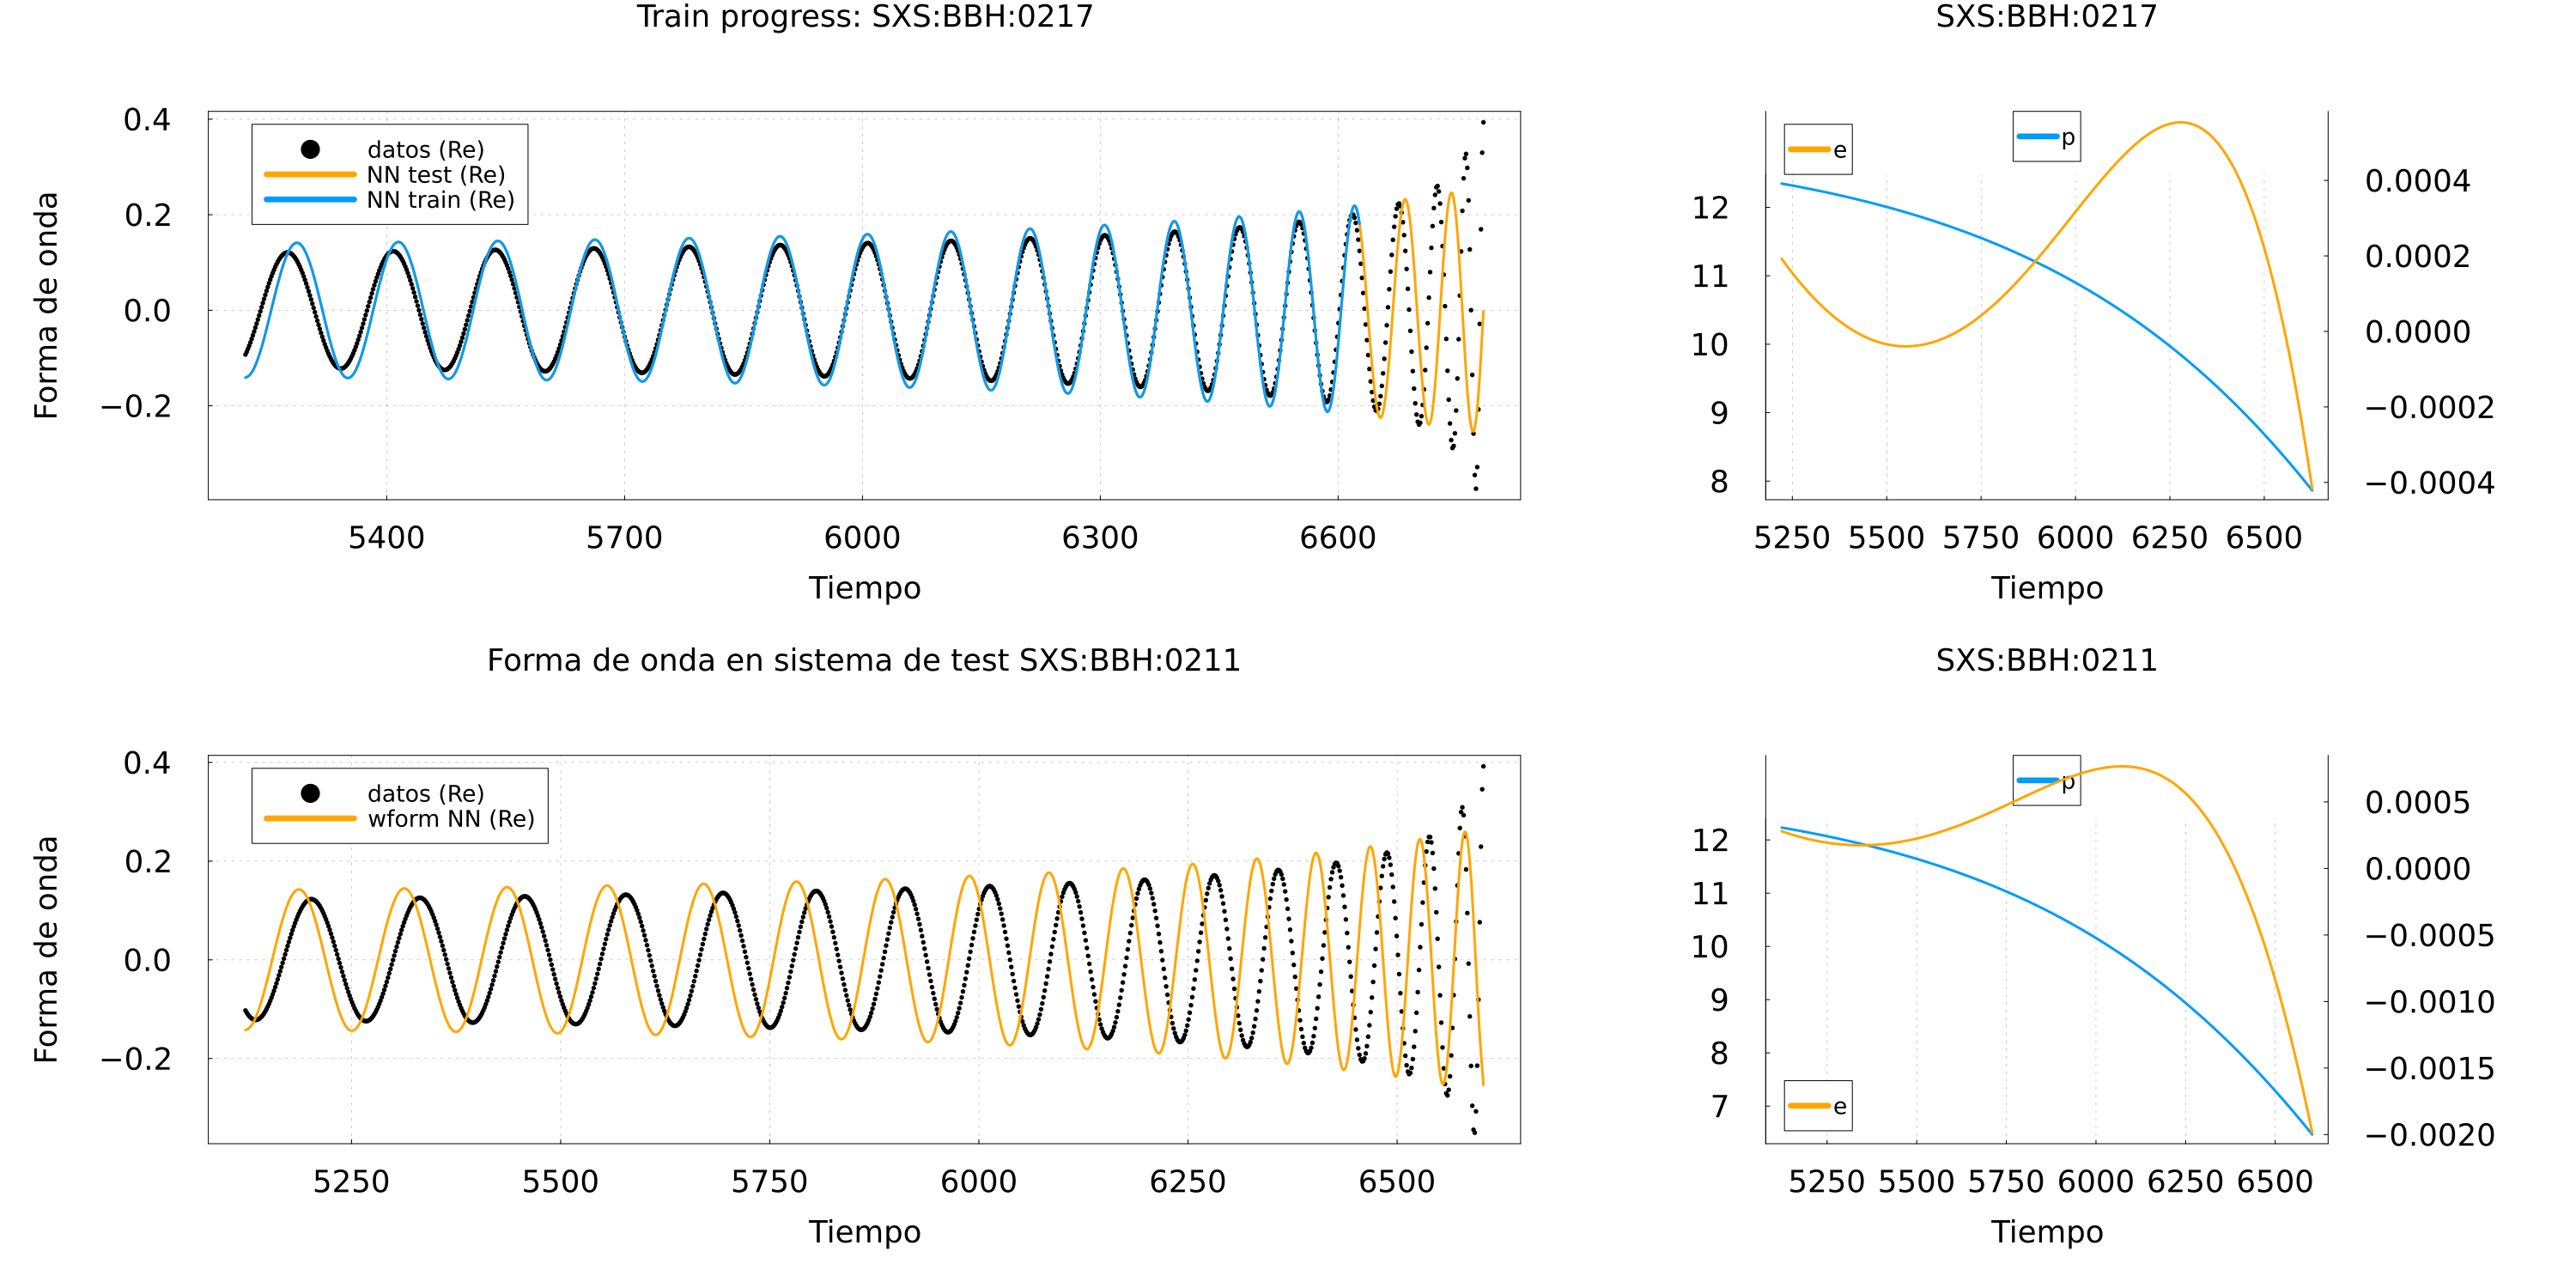 Train progress: SXS:BBH:0217
0.4
0.2
0.0
−0.2
Forma de onda
datos (Re)
NN test (Re)
NN train (Re)
5400 5700 6000 6300 6600
Tiempo
SXS:BBH:0217
e
p
12
11
10
9
8
0.0004
0.0002
0.0000
−0.0002
−0.0004
5250 5500 5750 6000 6250 6500
Tiempo
Forma de onda en sistema de test SXS:BBH:0211
0.4
0.2
0.0
−0.2
Forma de onda
datos (Re)
wform NN (Re)
5250 5500 5750 6000 6250 6500
Tiempo
SXS:BBH:0211
p
e
12
11
10
9
8
7
0.0005
0.0000
−0.0005
−0.0010
−0.0015
−0.0020
5250 5500 5750 6000 6250 6500
Tiempo